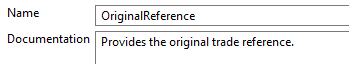 Name OriginalReference
Documentation Provides the original trade reference.